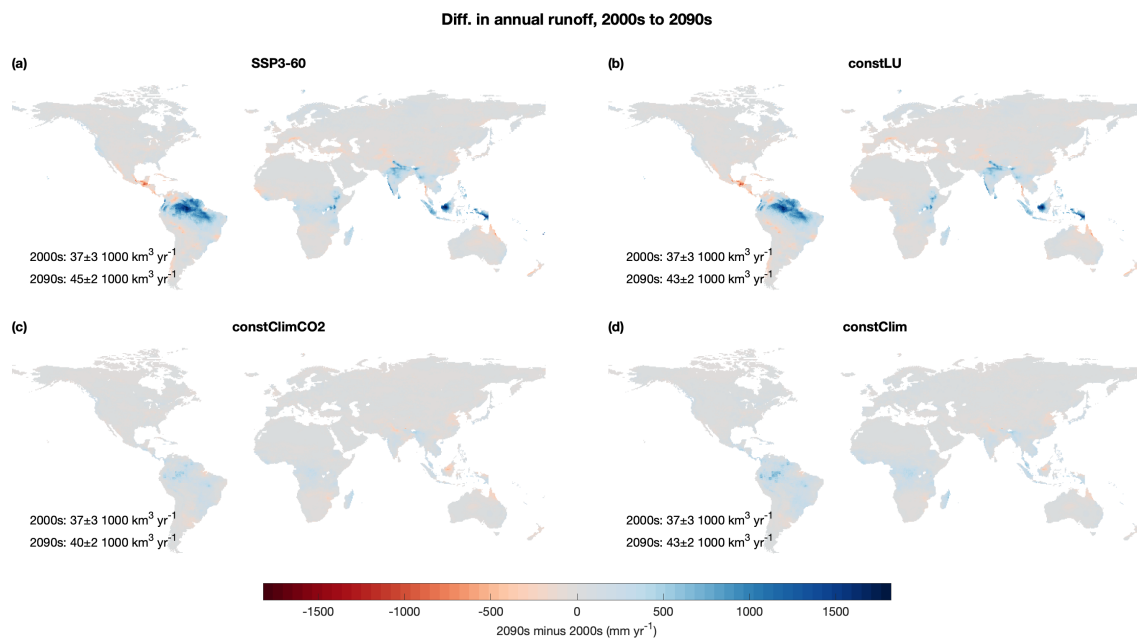 Diff. in annual runoff, 2000s to 2090s
(a) SSP3-60
(b) constLU
2000s: 37±3 1000 km³ yr⁻¹
2090s: 45±2 1000 km³ yr⁻¹
2000s: 37±3 1000 km³ yr⁻¹
2090s: 43±2 1000 km³ yr⁻¹
(c) constClimCO2
(d) constClim
2000s: 37±3 1000 km³ yr⁻¹
2090s: 40±2 1000 km³ yr⁻¹
2000s: 37±3 1000 km³ yr⁻¹
2090s: 43±2 1000 km³ yr⁻¹
-1500 -1000 -500 0 500 1000 1500
2090s minus 2000s (mm yr⁻¹)